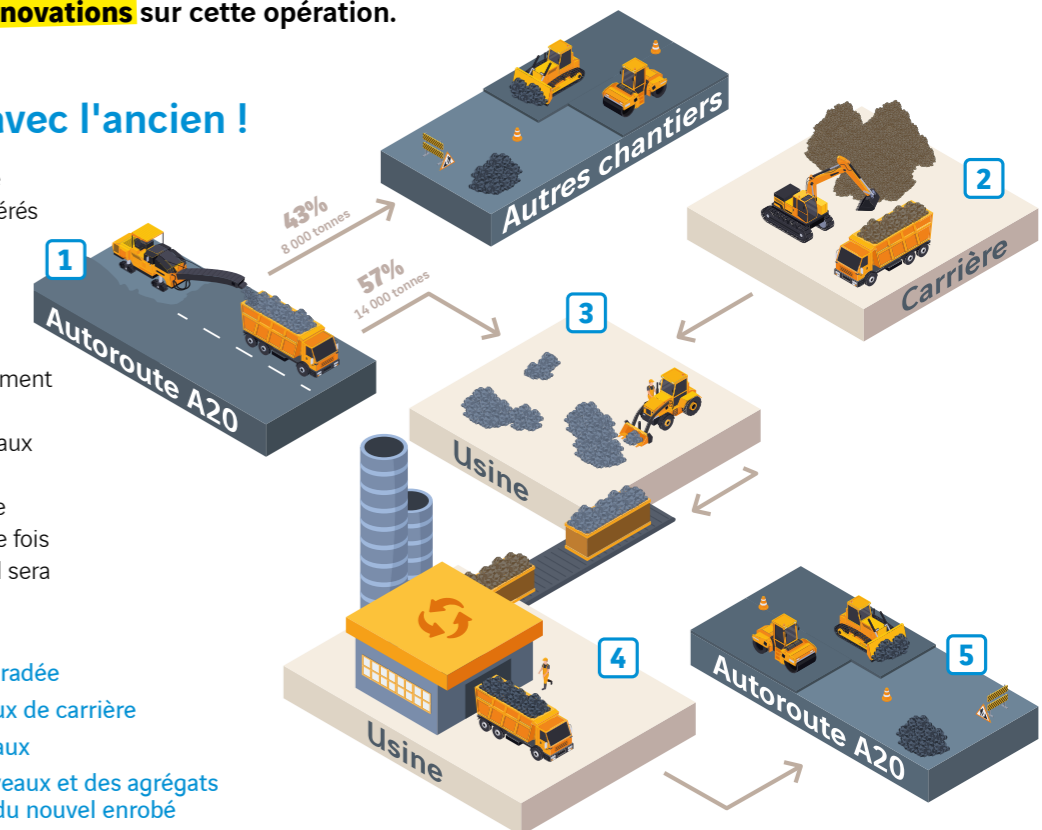 novations sur cette opération.
avec l'ancien !
érés
ment
aux
e
e fois
l sera
radée
ux de carrière
aux
veaux et des agrégats
du nouvel enrobé
1
Autoroute A20
43%
8 000 tonnes
57%
14 000 tonnes
Autres chantiers
2
Carrière
3
Usine
4
Usine
5
Autoroute A20